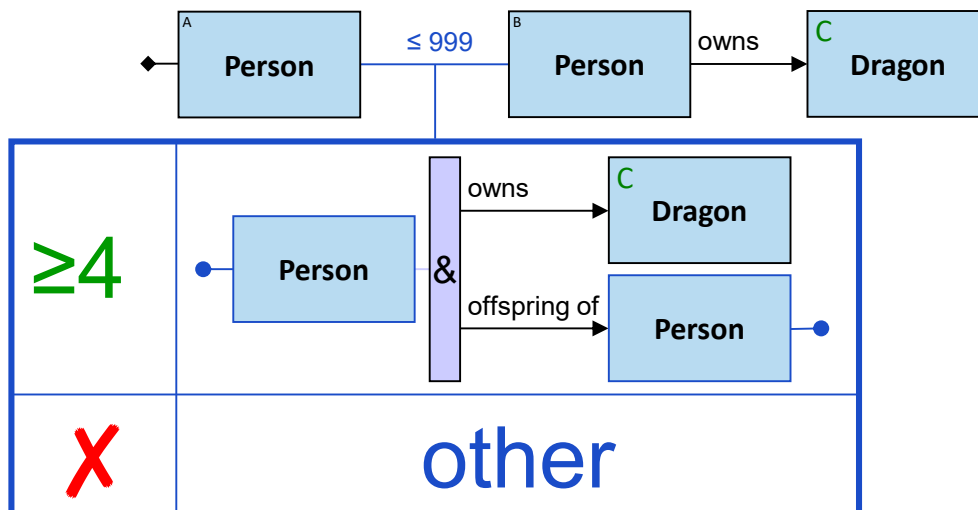 A
Person
≤ 999
B
Person
owns
C
Dragon
≥4
Person
&
owns
C
Dragon
offspring of
Person
✗
other